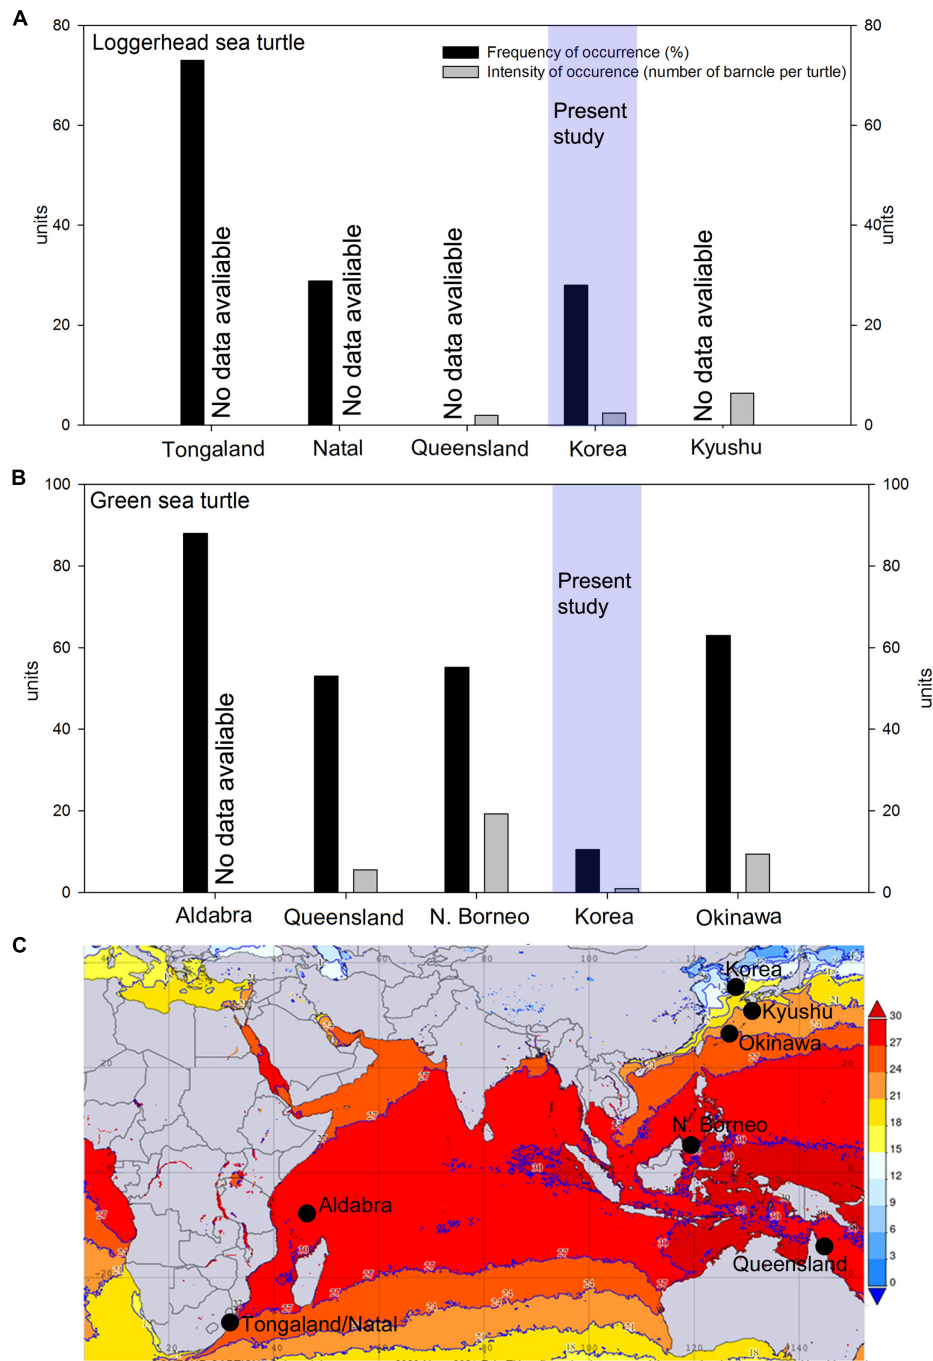 A
Loggerhead sea turtle
Frequency of occurrence (%)
Intensity of occurence (number of barncle per turtle)
Present
study
80
60
40
20
0
units
80
60
40
20
0
units
No data avaliable
No data avaliable
No data avaliable
No data avaliable
Tongaland
Natal
Queensland
Korea
Kyushu
B
Green sea turtle
Present
study
100
80
60
40
20
0
units
100
80
60
40
20
0
units
No data avaliable
Aldabra
Queensland
N. Borneo
Korea
Okinawa
C
Korea
Kyushu
Okinawa
N. Borneo
Aldabra
Queensland
Tongaland/Natal
30
27
24
21
18
15
12
9
6
3
0